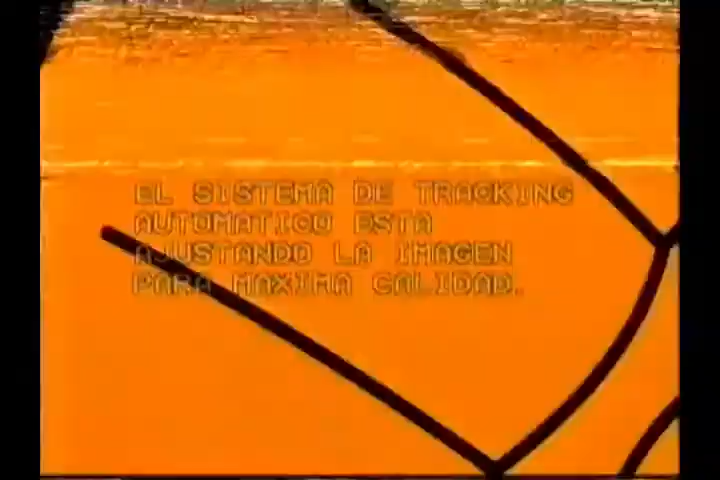 EL SISTEMA DE TRACKING
AUTOMATICO ESTA
AJUSTANDO LA IMAGEN
PARA MAXIMA CALIDAD.